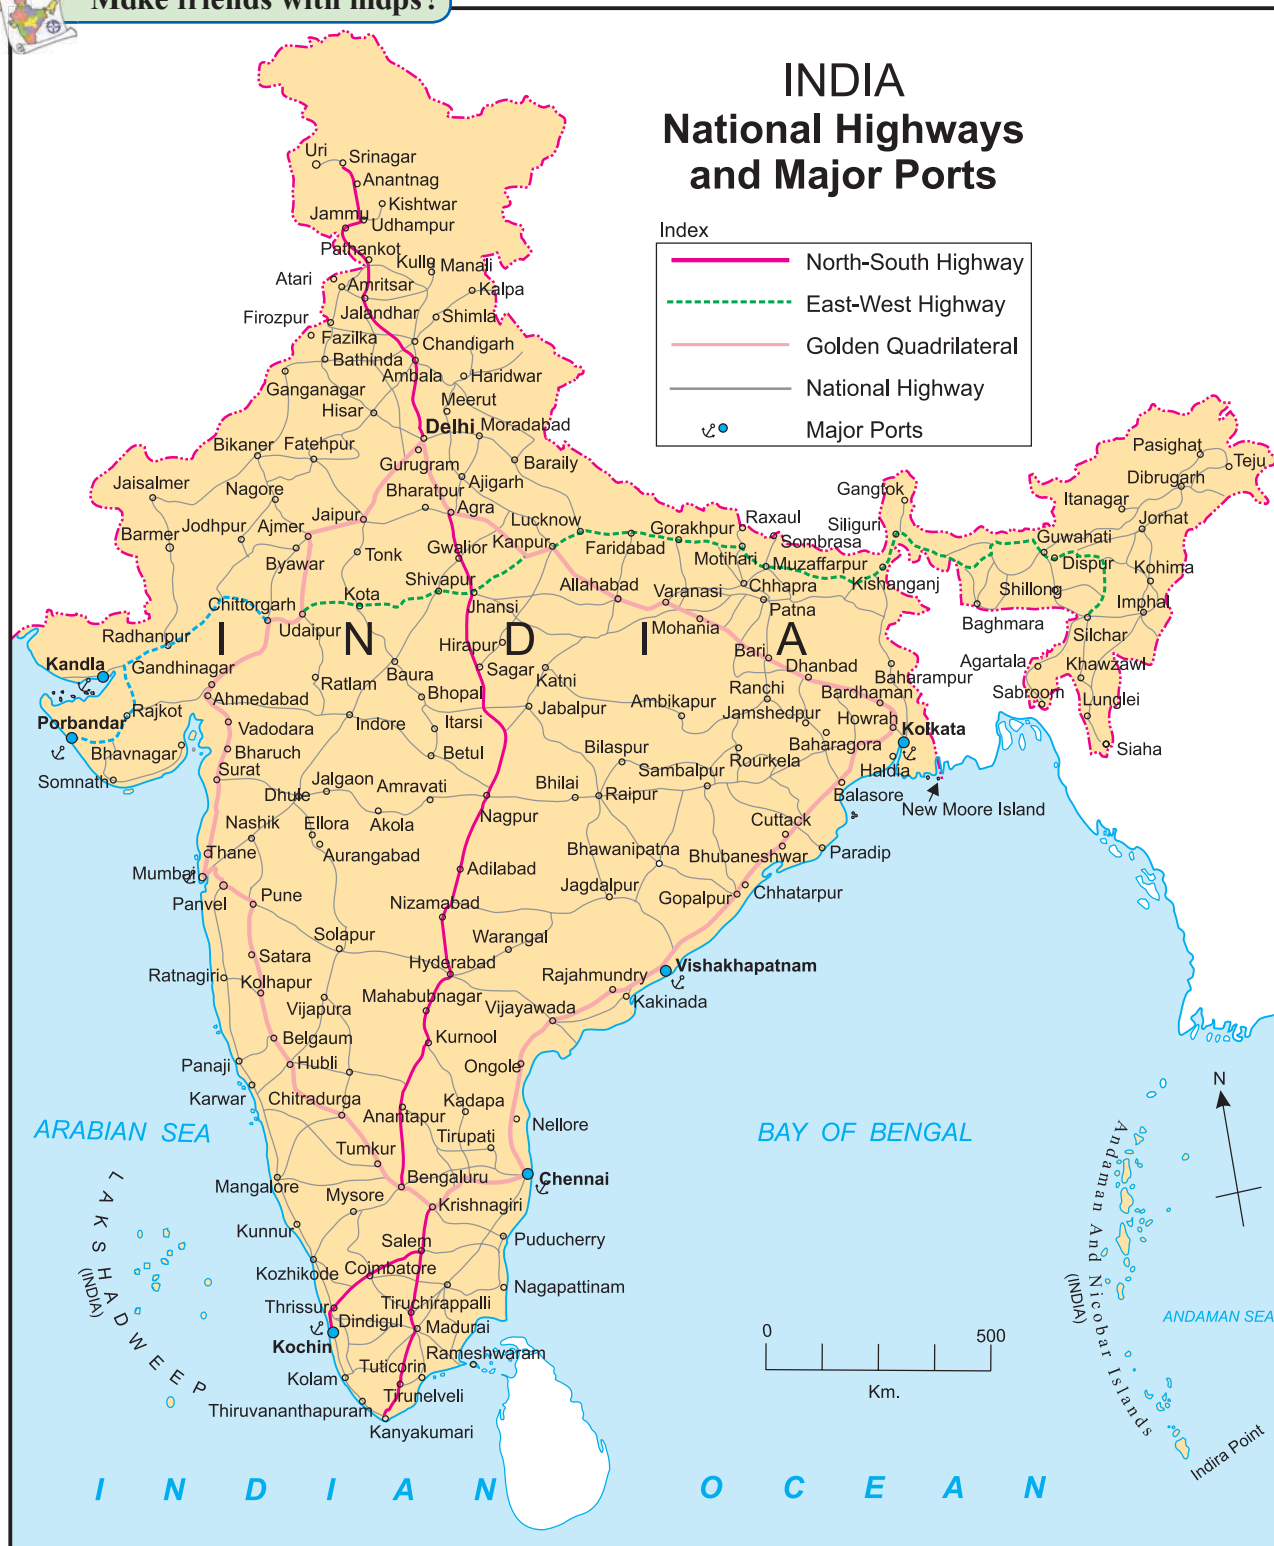 Make friends with maps!
INDIA
National Highways
and Major Ports
Index
North-South Highway
East-West Highway
Golden Quadrilateral
National Highway
Major Ports
Uri
Srinagar
Anantnag
Kishtwar
Jammu
Udhampur
Pathankot
Kullu
Manali
Atari
Amritsar
Kalpa
Firozpur
Jalandhar
Shimla
Fazilka
Chandigarh
Bathinda
Ambala
Haridwar
Ganganagar
Meerut
Hisar
Delhi
Moradabad
Bikaner
Fatehpur
Gurugram
Baraily
Jaisalmer
Nagore
Bharatpur
Ajigarh
Agra
Barmer
Jodhpur
Ajmer
Jaipur
Lucknow
Gorakhpur
Raxaul
Sombrasa
Siliguri
Gangtok
Pasighat
Teju
Dibrugarh
Itanagar
Jorhat
Guwahati
Dispur
Kohima
Byawar
Tonk
Gwalior
Kanpur
Faridabad
Motihari
Muzaffarpur
Kishanganj
Shillong
Imphal
Chittorgarh
Kota
Shivapur
Jhansi
Allahabad
Varanasi
Chhapra
Patna
Baghmara
Silchar
Radhanpur
Udaipur
INDIA
Hirapur
Mohania
Bari
Dhanbad
Agartala
Khawzawl
Kandla
Gandhinagar
Ahmedabad
Ratlam
Baura
Sagar
Katni
Ranchi
Bardhaman
Baharampur
Sabroom
Lunglei
Bhopal
Porbandar
Rajkot
Vadodara
Indore
Itarsi
Jabalpur
Ambikapur
Jamshedpur
Howrah
Kolkata
Siaha
Bhavnagar
Bharuch
Betul
Bilaspur
Rourkela
Baharagora
Haldia
Somnath
Surat
Dhule
Jalgaon
Amravati
Bhilai
Raipur
Sambalpur
Balasore
New Moore Island
Nashik
Ellora
Akola
Nagpur
Cuttack
Thane
Aurangabad
Bhawanipatna
Bhubaneshwar
Paradip
Mumbai
Adilabad
Panvel
Pune
Nizamabad
Jagdalpur
Gopalpur
Chhatarpur
Solapur
Warangal
Satara
Hyderabad
Vishakhapatnam
Ratnagiri
Kolhapur
Mahabubnagar
Rajahmundry
Vijapura
Vijayawada
Kakinada
Belgaum
Kurnool
Panaji
Hubli
Ongole
Karwar
Chitradurga
Anantapur
Kadapa
Nellore
ARABIAN SEA
BAY OF BENGAL
N
Tumkur
Tirupati
Mangalore
Mysore
Bengaluru
Chennai
Krishnagiri
Kunnur
Salem
Puducherry
Kozhikode
Coimbatore
Nagapattinam
Thrissur
Tiruchirappalli
Dindigul
Madurai
Kochin
Rameshwaram
Kolam
Tuticorin
Tirunelveli
Thiruvananthapuram
Kanyakumari
LAKSHADWEEP
(INDIA)
Andaman And Nicobar Islands
(INDIA)
ANDAMAN SEA
0
500
Km.
Indira Point
INDIAN OCEAN